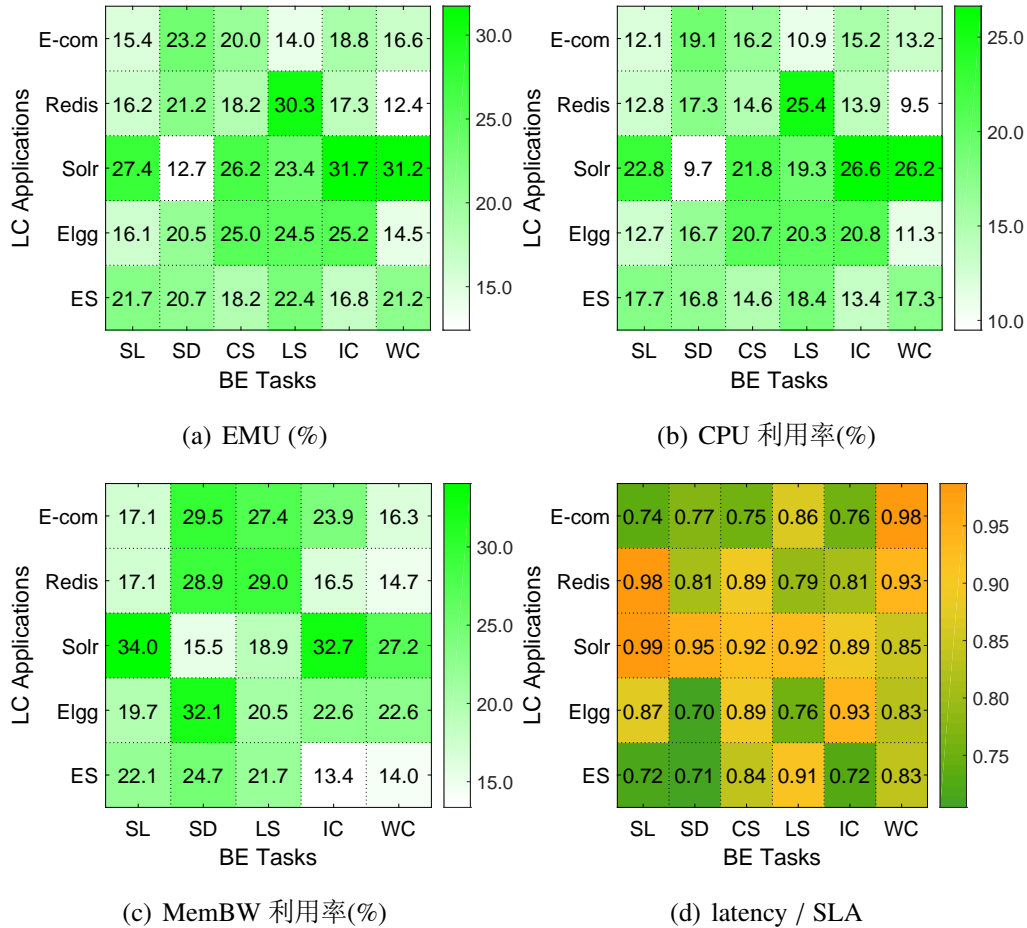 E-com 15.4 23.2 20.0 14.0 18.8 16.6
Redis 16.2 21.2 18.2 30.3 17.3 12.4
Solr 27.4 12.7 26.2 23.4 31.7 31.2
Elgg 16.1 20.5 25.0 24.5 25.2 14.5
ES 21.7 20.7 18.2 22.4 16.8 21.2
SL SD CS LS IC WC
BE Tasks
LC Applications
30.0
25.0
20.0
15.0
(a) EMU (%)
E-com 12.1 19.1 16.2 10.9 15.2 13.2
Redis 12.8 17.3 14.6 25.4 13.9 9.5
Solr 22.8 9.7 21.8 19.3 26.6 26.2
Elgg 12.7 16.7 20.7 20.3 20.8 11.3
ES 17.7 16.8 14.6 18.4 13.4 17.3
SL SD CS LS IC WC
BE Tasks
LC Applications
25.0
20.0
15.0
10.0
(b) CPU 利用率(%)
E-com 17.1 29.5 27.4 23.9 16.3
Redis 17.1 28.9 29.0 16.5 14.7
Solr 34.0 15.5 18.9 32.7 27.2
Elgg 19.7 32.1 20.5 22.6 22.6
ES 22.1 24.7 21.7 13.4 14.0
SL SD LS IC WC
BE Tasks
LC Applications
30.0
25.0
20.0
15.0
(c) MemBW 利用率(%)
E-com 0.74 0.77 0.75 0.86 0.76 0.98
Redis 0.98 0.81 0.89 0.79 0.81 0.93
Solr 0.99 0.95 0.92 0.92 0.89 0.85
Elgg 0.87 0.70 0.89 0.76 0.93 0.83
ES 0.72 0.71 0.84 0.91 0.72 0.83
SL SD CS LS IC WC
BE Tasks
LC Applications
0.95
0.90
0.85
0.80
0.75
(d) latency / SLA